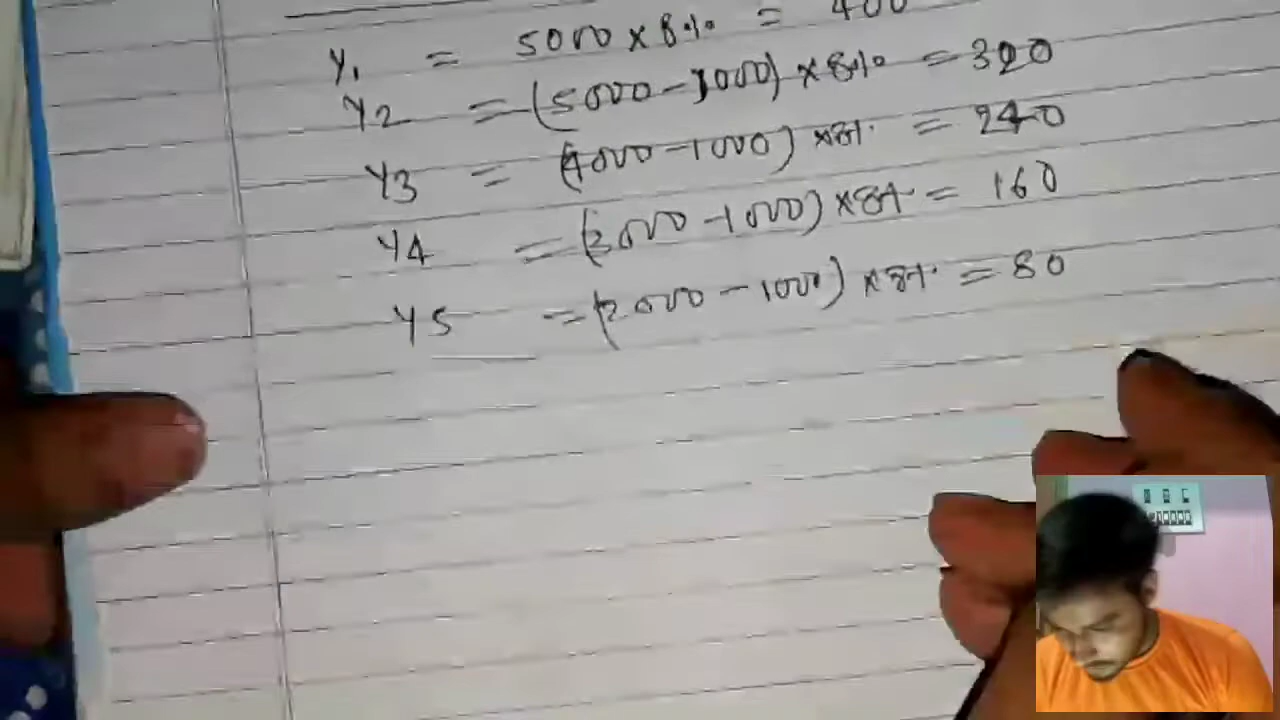 Y1 = 5000 × 8% = 400
Y2 = (5000 - 1000) × 8% = 320
Y3 = (4000 - 1000) × 8% = 240
Y4 = (3000 - 1000) × 8% = 160
Y5 = (2000 - 1000) × 8% = 80